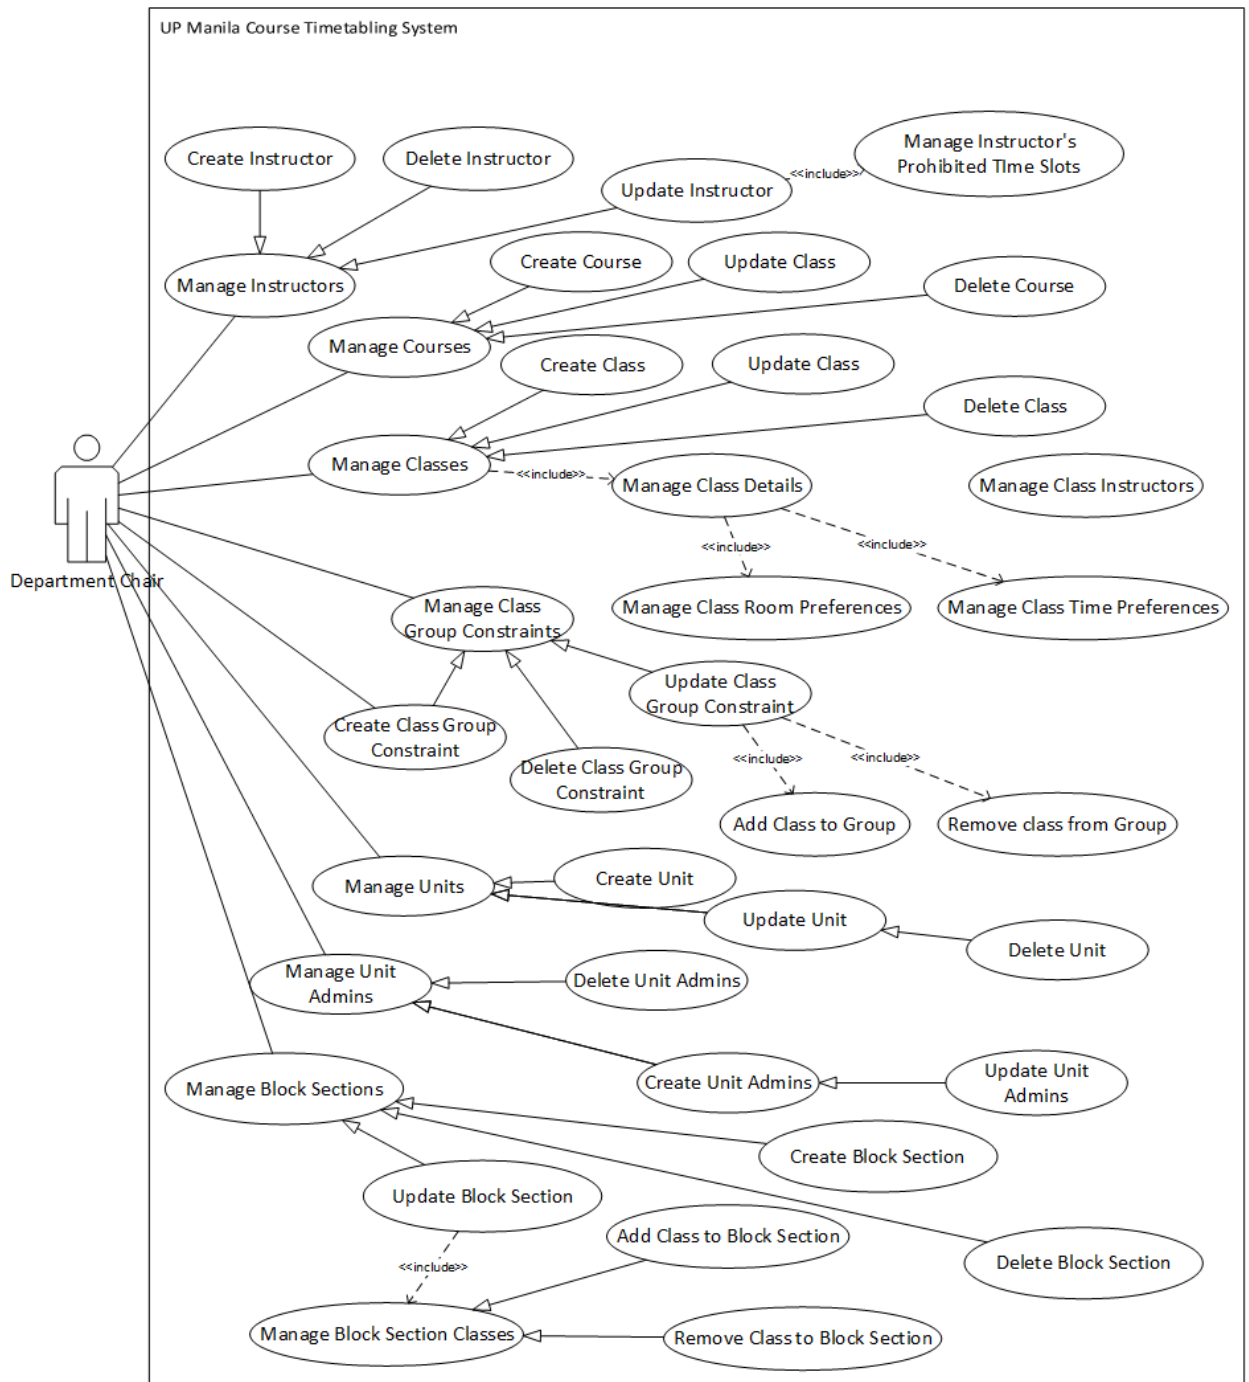 UP Manila Course Timetabling System
Create Instructor
Delete Instructor
Manage Instructor's
Prohibited TIme Slots
Update Instructor
<<include>>
Create Course
Update Class
Manage Instructors
Delete Course
Manage Courses
Create Class
Update Class
Delete Class
Manage Classes
<<include>>
Manage Class Details
Manage Class Instructors
<<include>>
<<include>>
Department Chair
Manage Class
Group Constraints
Manage Class Room Preferences
Manage Class Time Preferences
Update Class
Group Constraint
Create Class Group
Constraint
Delete Class Group
Constraint
<<include>>
<<include>>
Add Class to Group
Remove class from Group
Manage Units
Create Unit
Update Unit
Delete Unit
Manage Unit
Admins
Delete Unit Admins
Create Unit Admins
Update Unit
Admins
Manage Block Sections
Create Block Section
Update Block Section
Add Class to Block Section
Delete Block Section
<<include>>
Manage Block Section Classes
Remove Class to Block Section